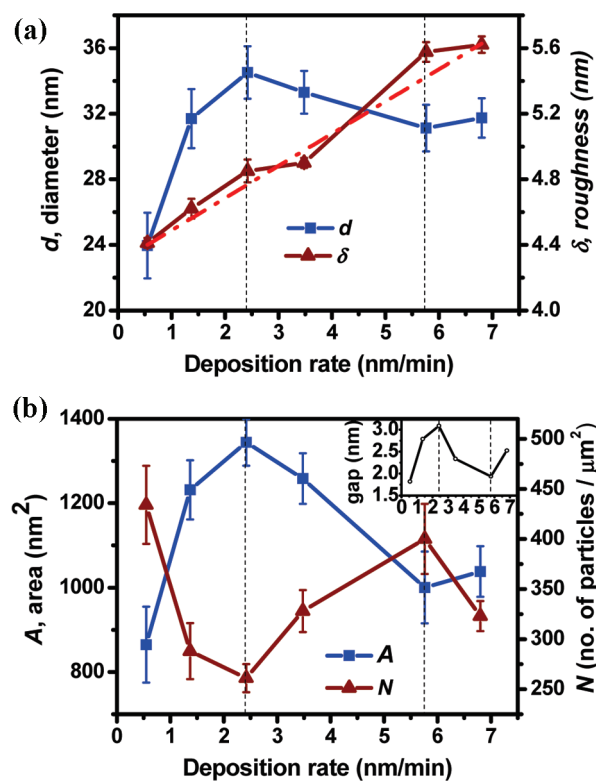 (a)
36
32
28
24
20
d, diameter (nm)
5.6
5.2
4.8
4.4
4.0
δ, roughness (nm)
d
δ
0 1 2 3 4 5 6 7
Deposition rate (nm/min)
(b)
1400
1200
1000
800
A, area (nm²)
3.0
2.5
2.0
1.5
gap (nm)
0 1 2 3 4 5 6 7
500
450
400
350
300
250
N (no. of particles / μm²)
A
N
0 1 2 3 4 5 6 7
Deposition rate (nm/min)